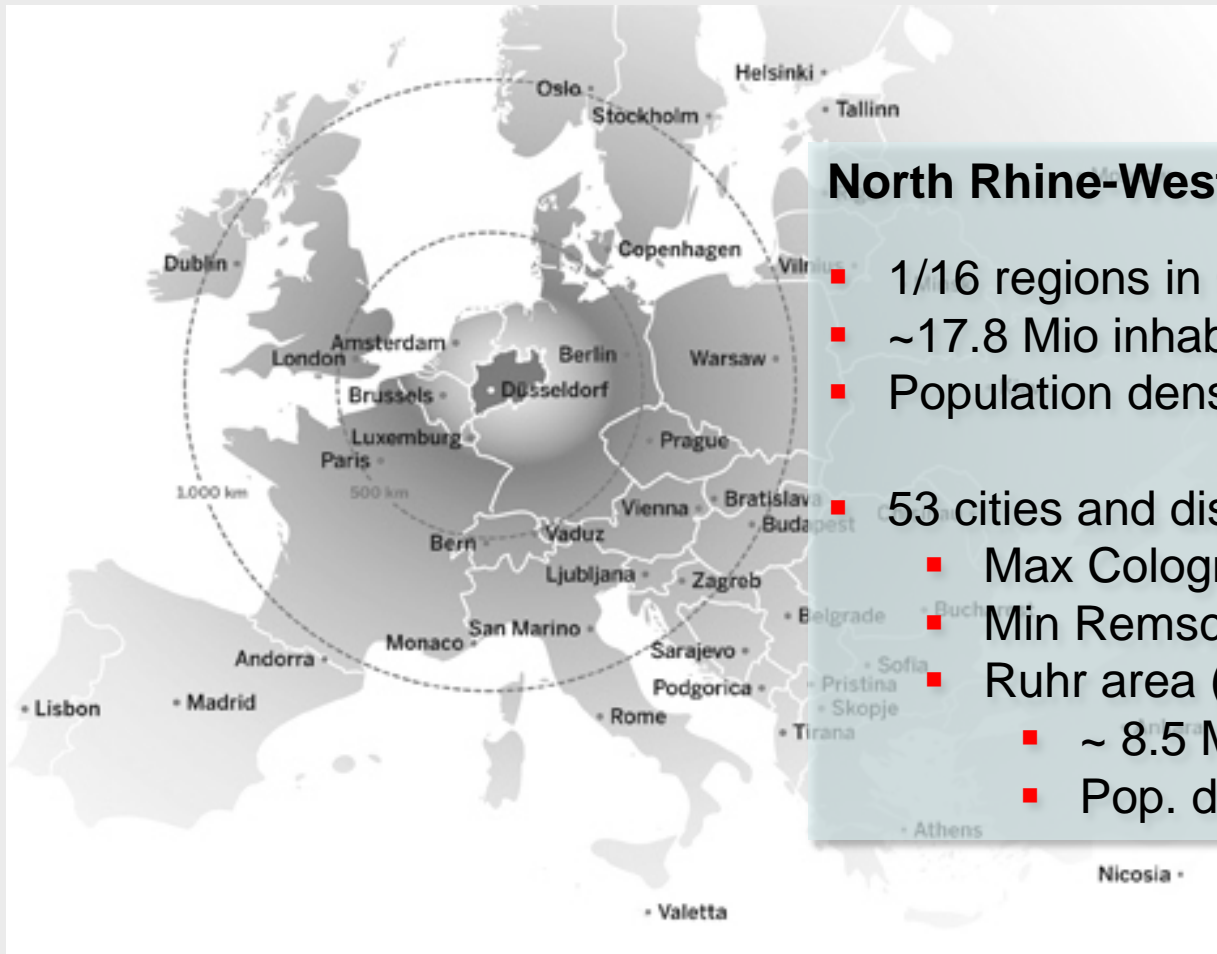 Helsinki
Oslo
Tallinn
Stockholm
North Rhine-West
Copenhagen
Dublin
Vilnius
1/16 regions in
~17.8 Mio inhab
Population dens
Amsterdam
London
Berlin
Warsaw
Brussels
Düsseldorf
Luxemburg
Prague
Paris
1.000 km
500 km
Vienna
Bratislava
Budapest
53 cities and dis
Bern
Vaduz
Max Cologn
Ljubljana
Zagreb
Belgrade
Min Remsc
San Marino
Monaco
Sarajevo
Andorra
Sofia
Ruhr area (
Podgorica
Pristina
Madrid
Lisbon
Skopje
Rome
Tirana
~ 8.5 M
Pop. d
Athens
Nicosia
Valetta